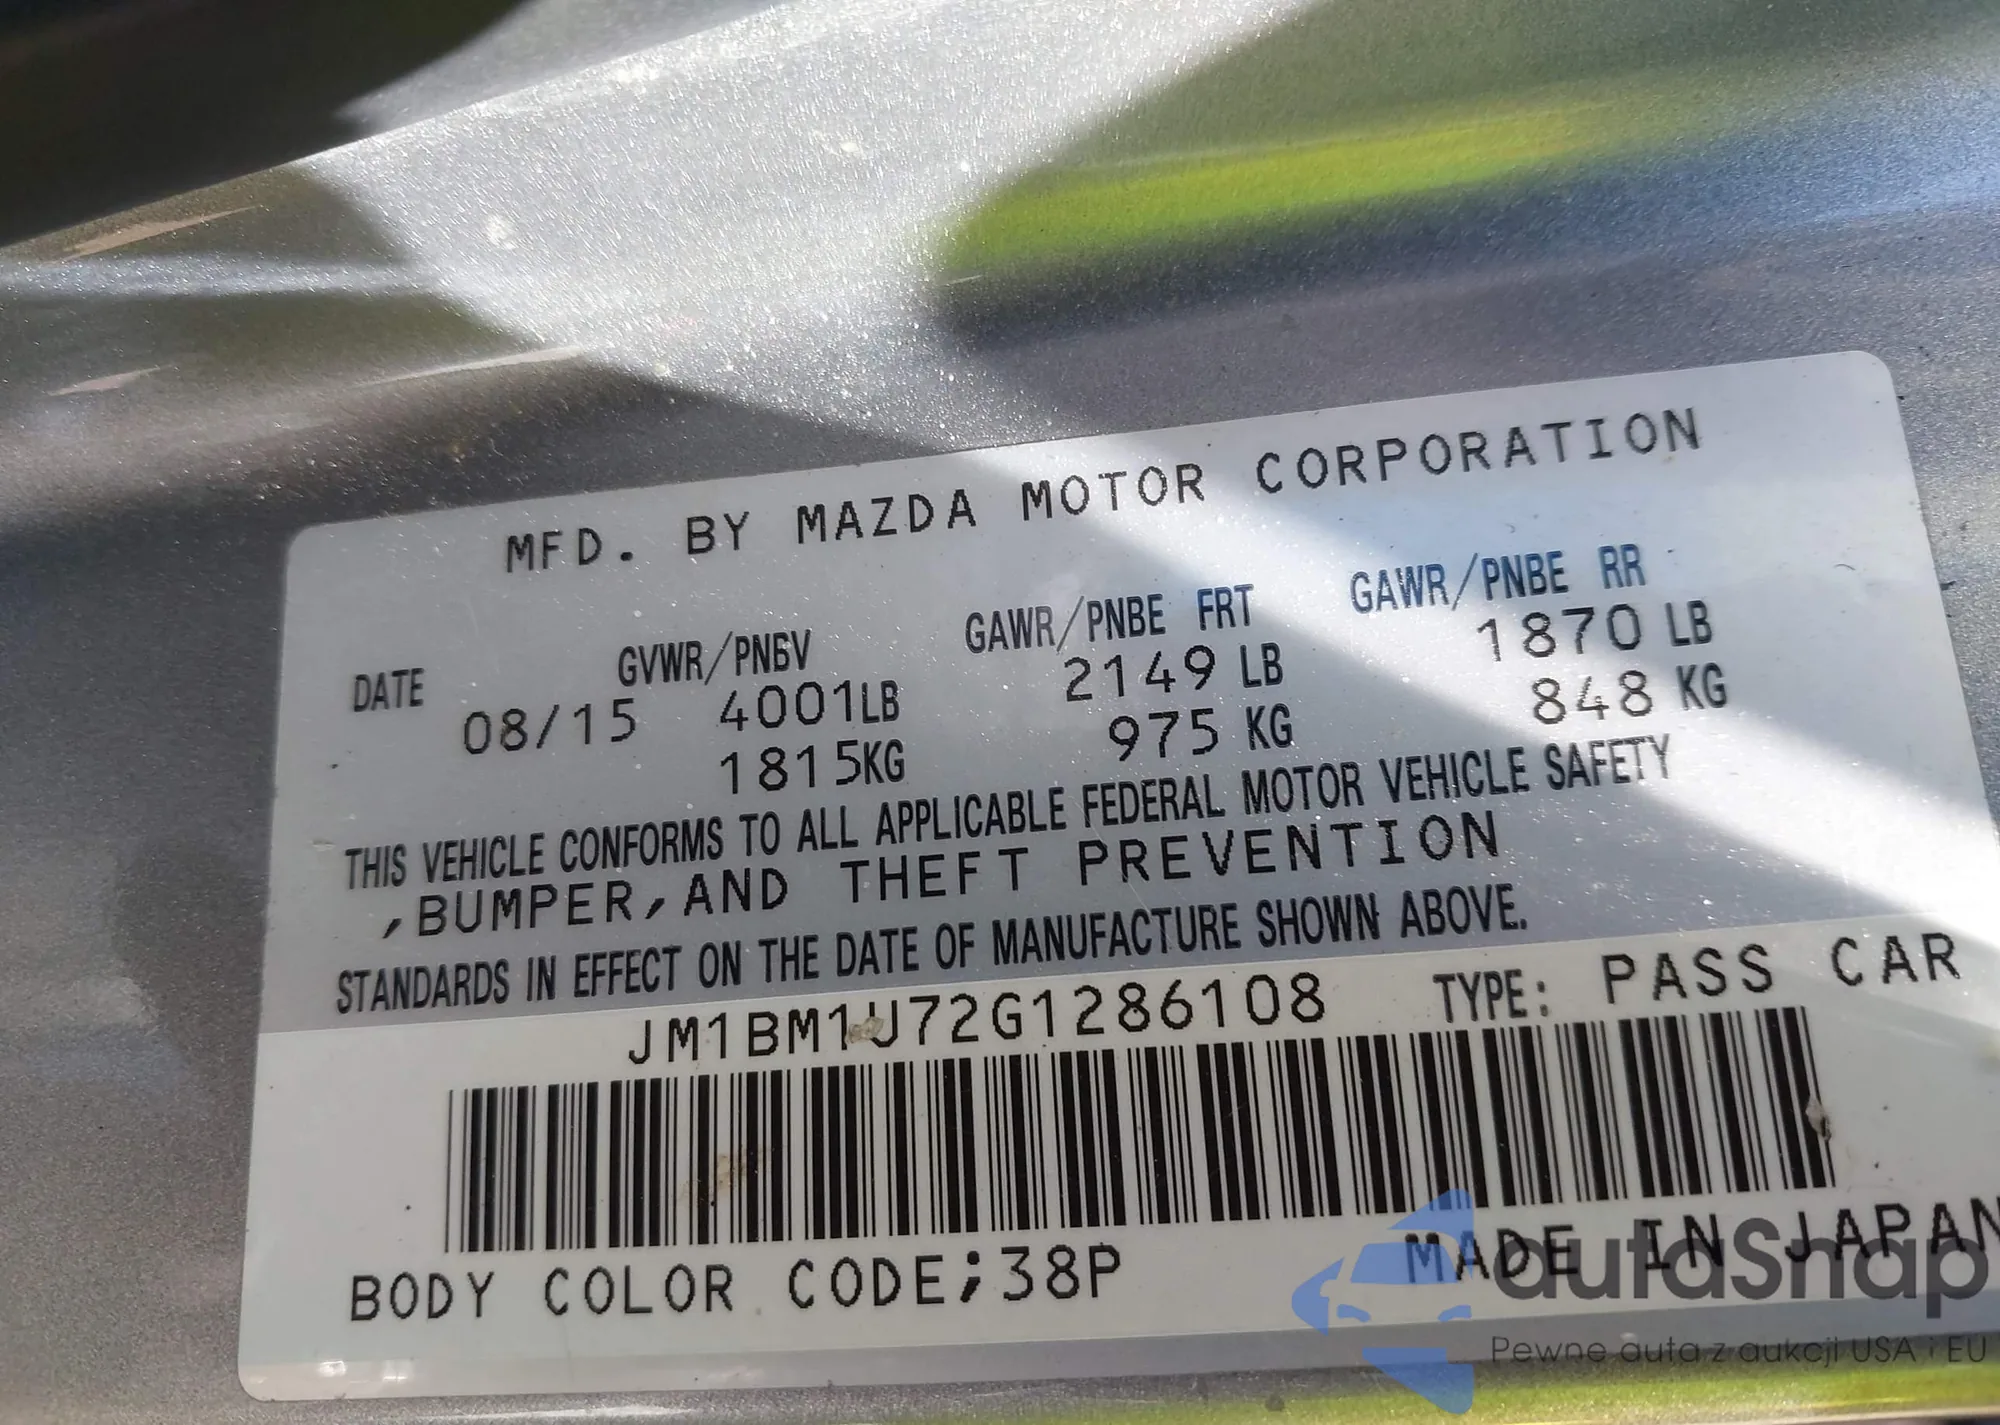 MFD. BY MAZDA MOTOR CORPORATION
DATE GVWR/PNBV GAWR/PNBE FRT GAWR/PNBE RR
08/15 4001LB 2149 LB 1870 LB
1815KG 975 KG 848 KG
THIS VEHICLE CONFORMS TO ALL APPLICABLE FEDERAL MOTOR VEHICLE SAFETY
,BUMPER,AND THEFT PREVENTION
STANDARDS IN EFFECT ON THE DATE OF MANUFACTURE SHOWN ABOVE.
JM1BM1U72G1286108 TYPE: PASS CAR
BODY COLOR CODE;38P MADE IN JAPAN
autaSnap
Pewne auta z aukcji USA i EU